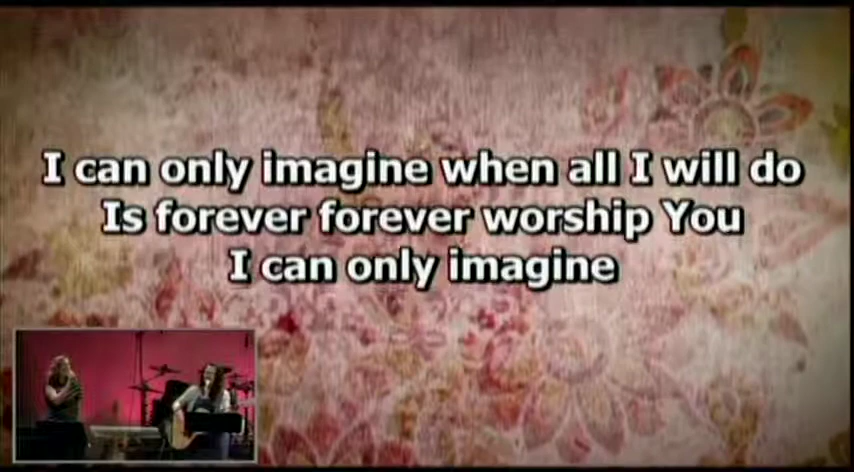 I can only imagine when all I will do
Is forever forever worship You
I can only imagine